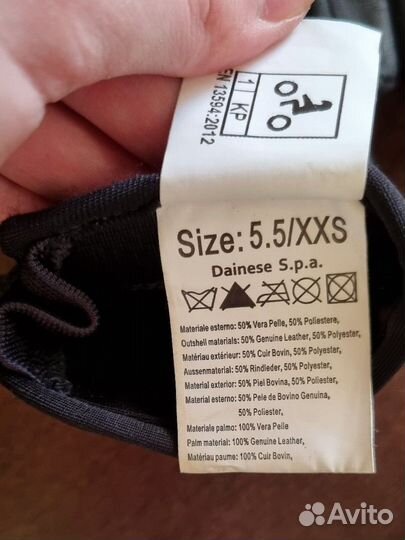 1 KP
EN 13594:2012
Size: 5.5/XXS
Dainese S.p.a.
Materiale esterno: 50% Vera Pelle, 50% Poliestere,
Outshell materials: 50% Genuine Leather, 50% Polyester,
Matériau extérieur: 50% Cuir Bovin, 50% Polyester,
Aussenmaterial: 50% Rindleder, 50% Polyester,
Material exterior: 50% Piel Bovina, 50% Polyester,
Material esterno: 50% Pele de Bovino Genuina,
50% Poliester,
Materiale palmo: 100% Vera Pelle
Palm material: 100% Genuine Leather,
Matériau paume: 100% Cuir Bovin,
Avito